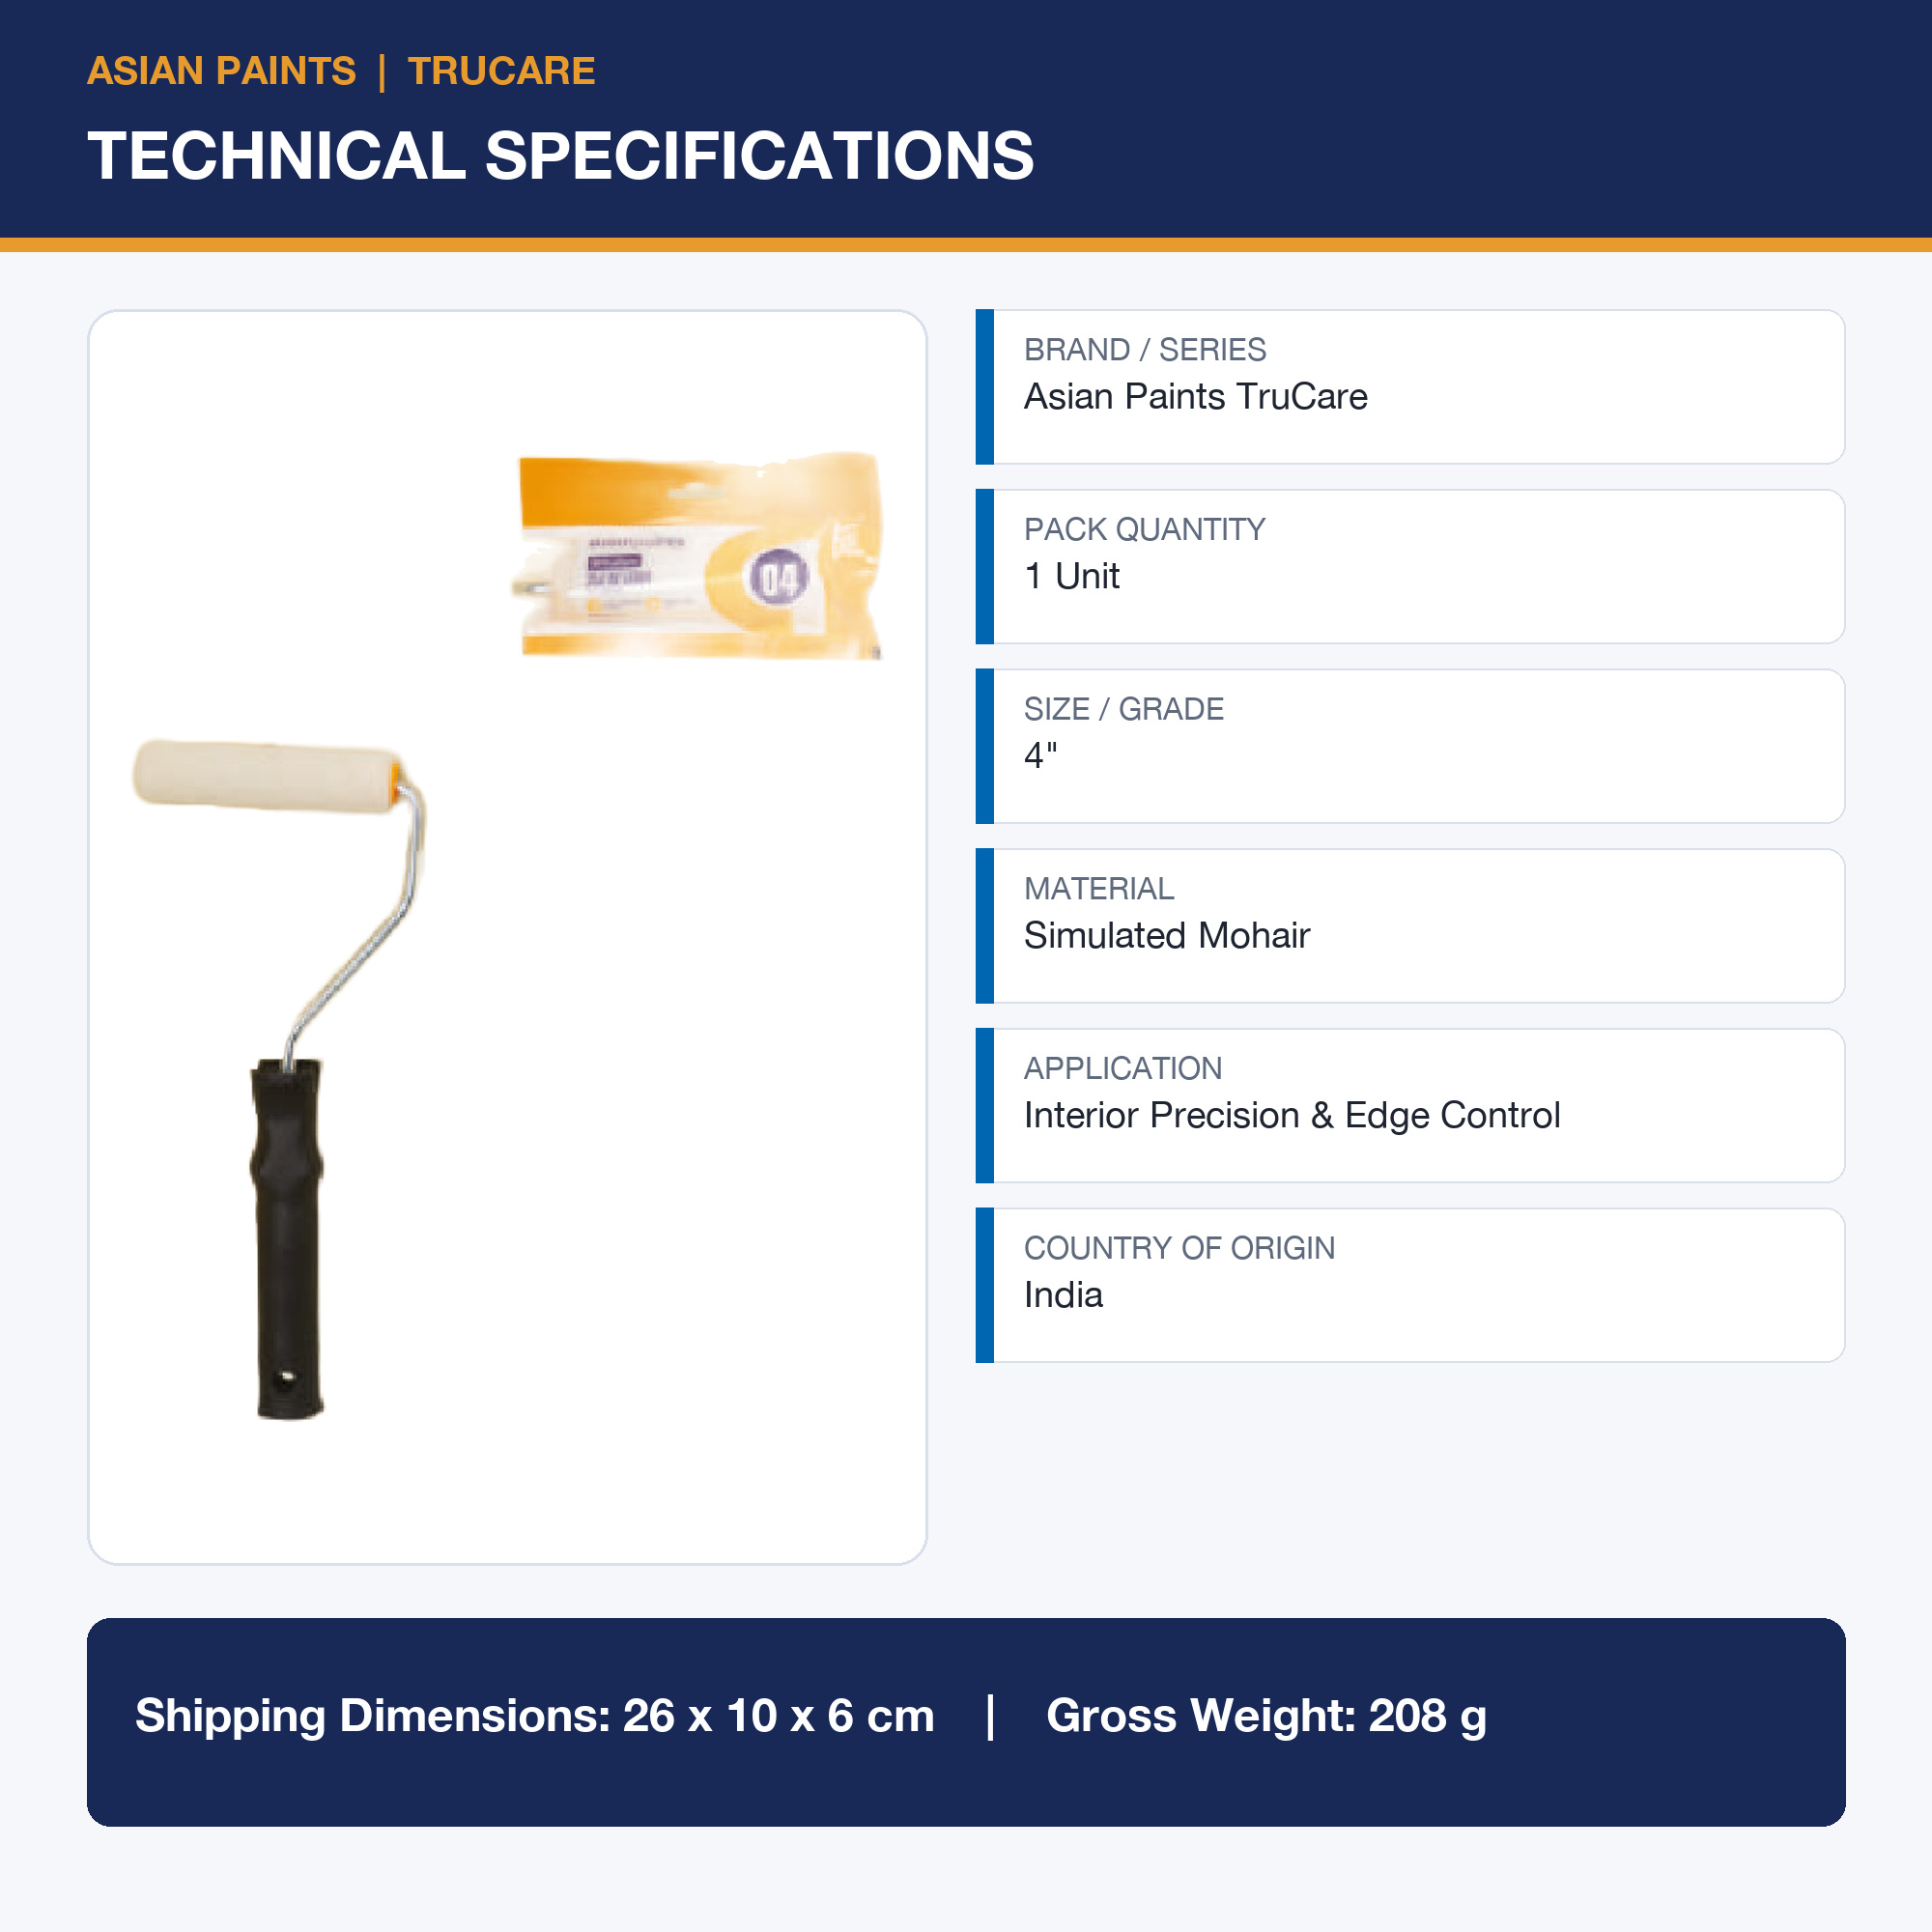 ASIAN PAINTS | TRUCARE
TECHNICAL SPECIFICATIONS
04
BRAND / SERIES
Asian Paints TruCare
PACK QUANTITY
1 Unit
SIZE / GRADE
4"
MATERIAL
Simulated Mohair
APPLICATION
Interior Precision & Edge Control
COUNTRY OF ORIGIN
India
Shipping Dimensions: 26 x 10 x 6 cm | Gross Weight: 208 g